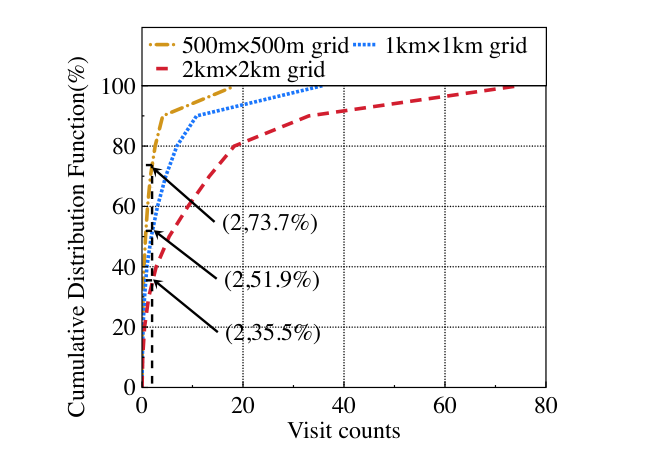 500m×500m grid 1km×1km grid
2km×2km grid
Cumulative Distribution Function(%)
100
80
60
40
20
0
(2,73.7%)
(2,51.9%)
(2,35.5%)
0 20 40 60 80
Visit counts